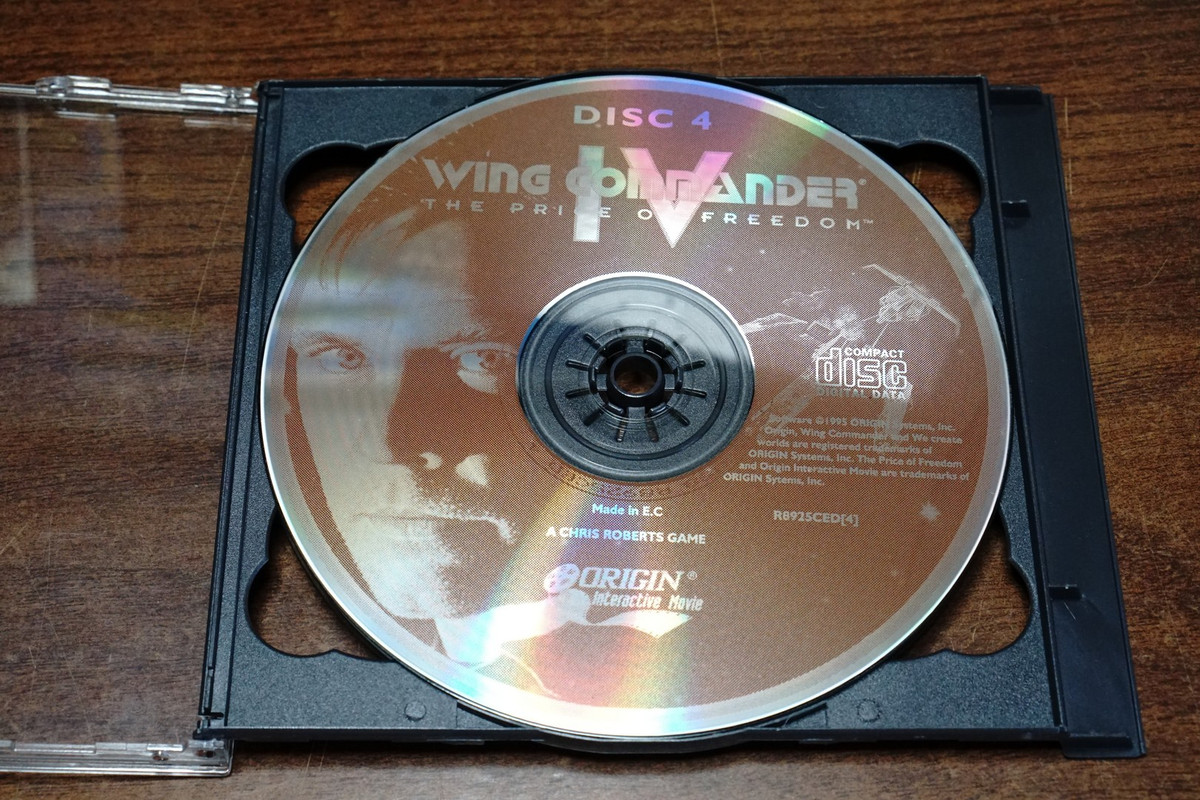 DISC 4
IV
WING COMMANDER®
THE PRICE OF FREEDOM™
COMPACT
disc
DIGITAL DATA
Software ©1995 ORIGIN Systems, Inc.
Origin, Wing Commander and We create
worlds are registered trademarks of
ORIGIN Systems, Inc. The Price of Freedom
and Origin Interactive Movie are trademarks of
ORIGIN Sytems, Inc.
Made in E.C
R8925CED[4]
A CHRIS ROBERTS GAME
ORIGIN®
Interactive Movie